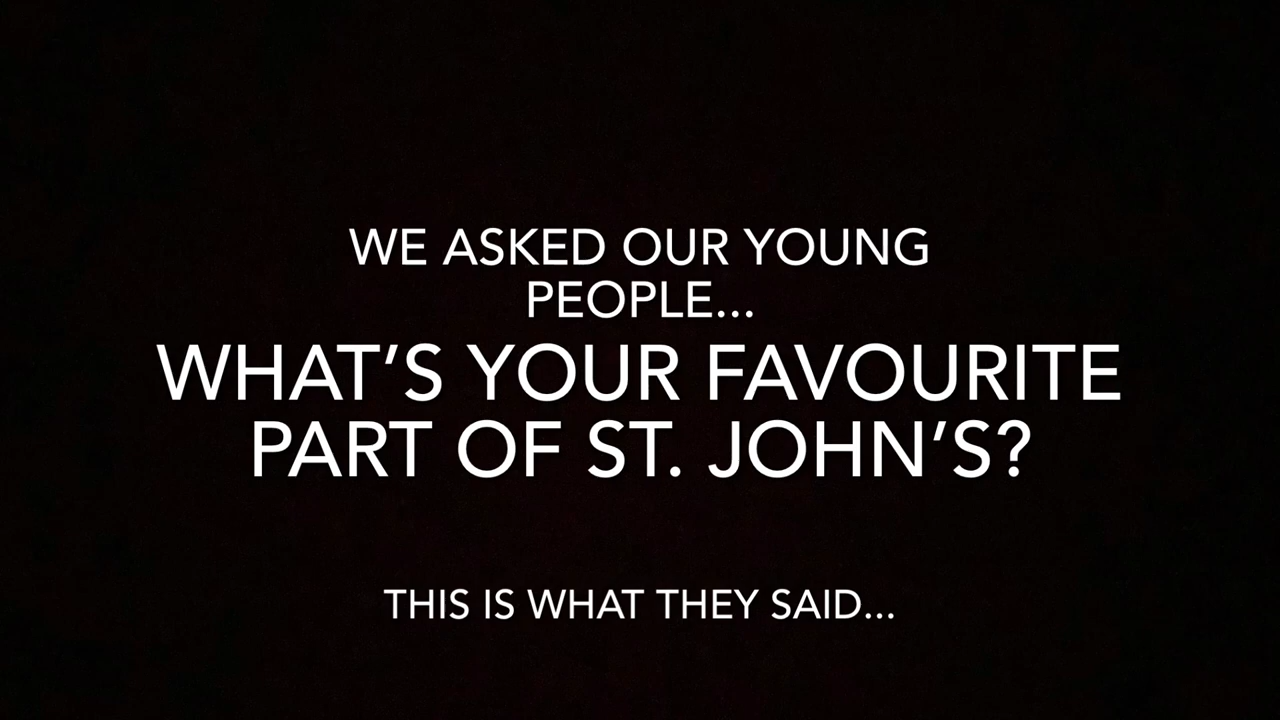 WE ASKED OUR YOUNG
PEOPLE...
WHAT’S YOUR FAVOURITE
PART OF ST. JOHN’S?
THIS IS WHAT THEY SAID...